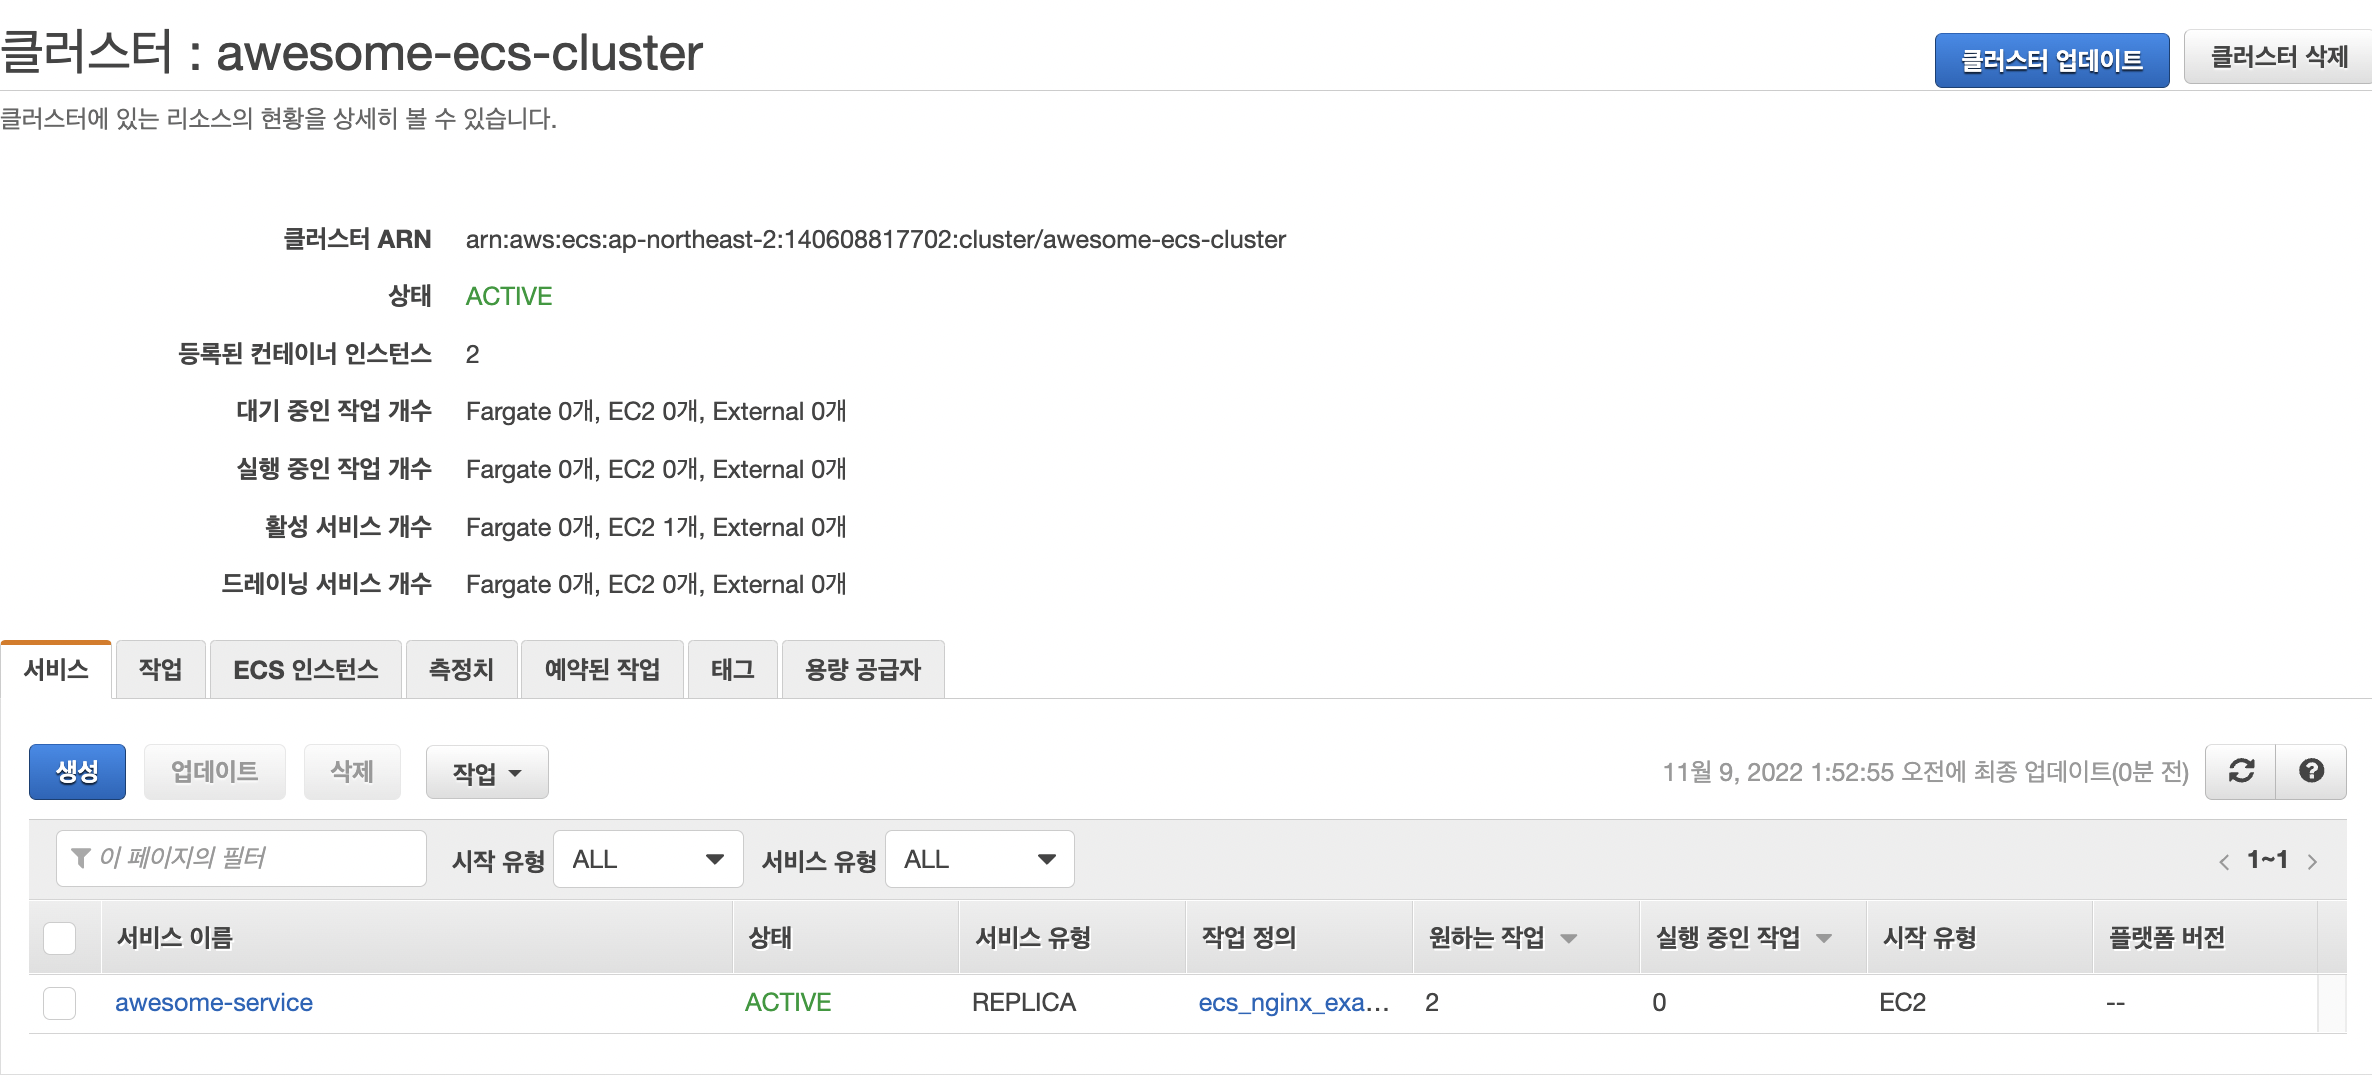 클러스터 : awesome-ecs-cluster
클러스터 업데이트
클러스터 삭제
클러스터에 있는 리소스의 현황을 상세히 볼 수 있습니다.
클러스터 ARN arn:aws:ecs:ap-northeast-2:140608817702:cluster/awesome-ecs-cluster
상태 ACTIVE
등록된 컨테이너 인스턴스 2
대기 중인 작업 개수 Fargate 0개, EC2 0개, External 0개
실행 중인 작업 개수 Fargate 0개, EC2 0개, External 0개
활성 서비스 개수 Fargate 0개, EC2 1개, External 0개
드레이닝 서비스 개수 Fargate 0개, EC2 0개, External 0개
서비스 작업 ECS 인스턴스 측정치 예약된 작업 태그 용량 공급자
생성 업데이트 삭제 작업 11월 9, 2022 1:52:55 오전에 최종 업데이트(0분 전)
이 페이지의 필터 시작 유형 ALL 서비스 유형 ALL < 1~1 >
서비스 이름 상태 서비스 유형 작업 정의 원하는 작업 실행 중인 작업 시작 유형 플랫폼 버전
awesome-service ACTIVE REPLICA ecs_nginx_exa... 2 0 EC2 --